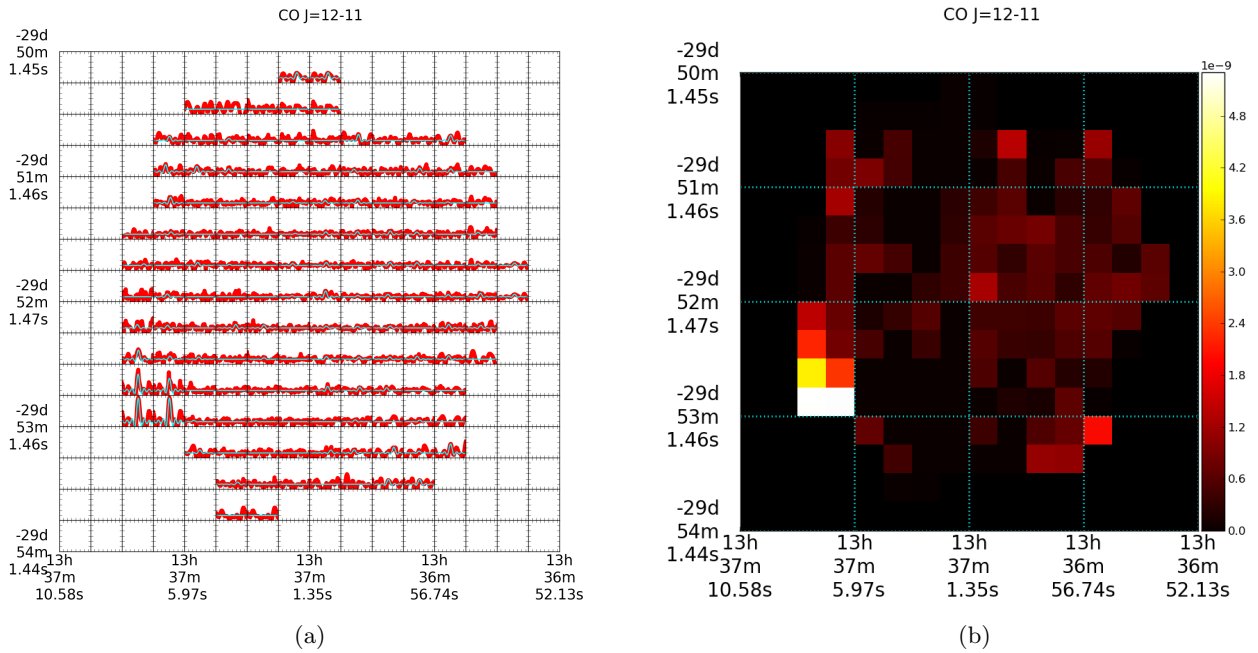 CO J=12-11
-29d
50m
1.45s
-29d
51m
1.46s
-29d
52m
1.47s
-29d
53m
1.46s
-29d
54m
1.44s
13h
37m
10.58s
13h
37m
5.97s
13h
37m
1.35s
13h
36m
56.74s
13h
36m
52.13s
(a)
CO J=12-11
-29d
50m
1.45s
-29d
51m
1.46s
-29d
52m
1.47s
-29d
53m
1.46s
-29d
54m
1.44s
13h
37m
10.58s
13h
37m
5.97s
13h
37m
1.35s
13h
36m
56.74s
13h
36m
52.13s
1e−9
4.8
4.2
3.6
3.0
2.4
1.8
1.2
0.6
0.0
(b)